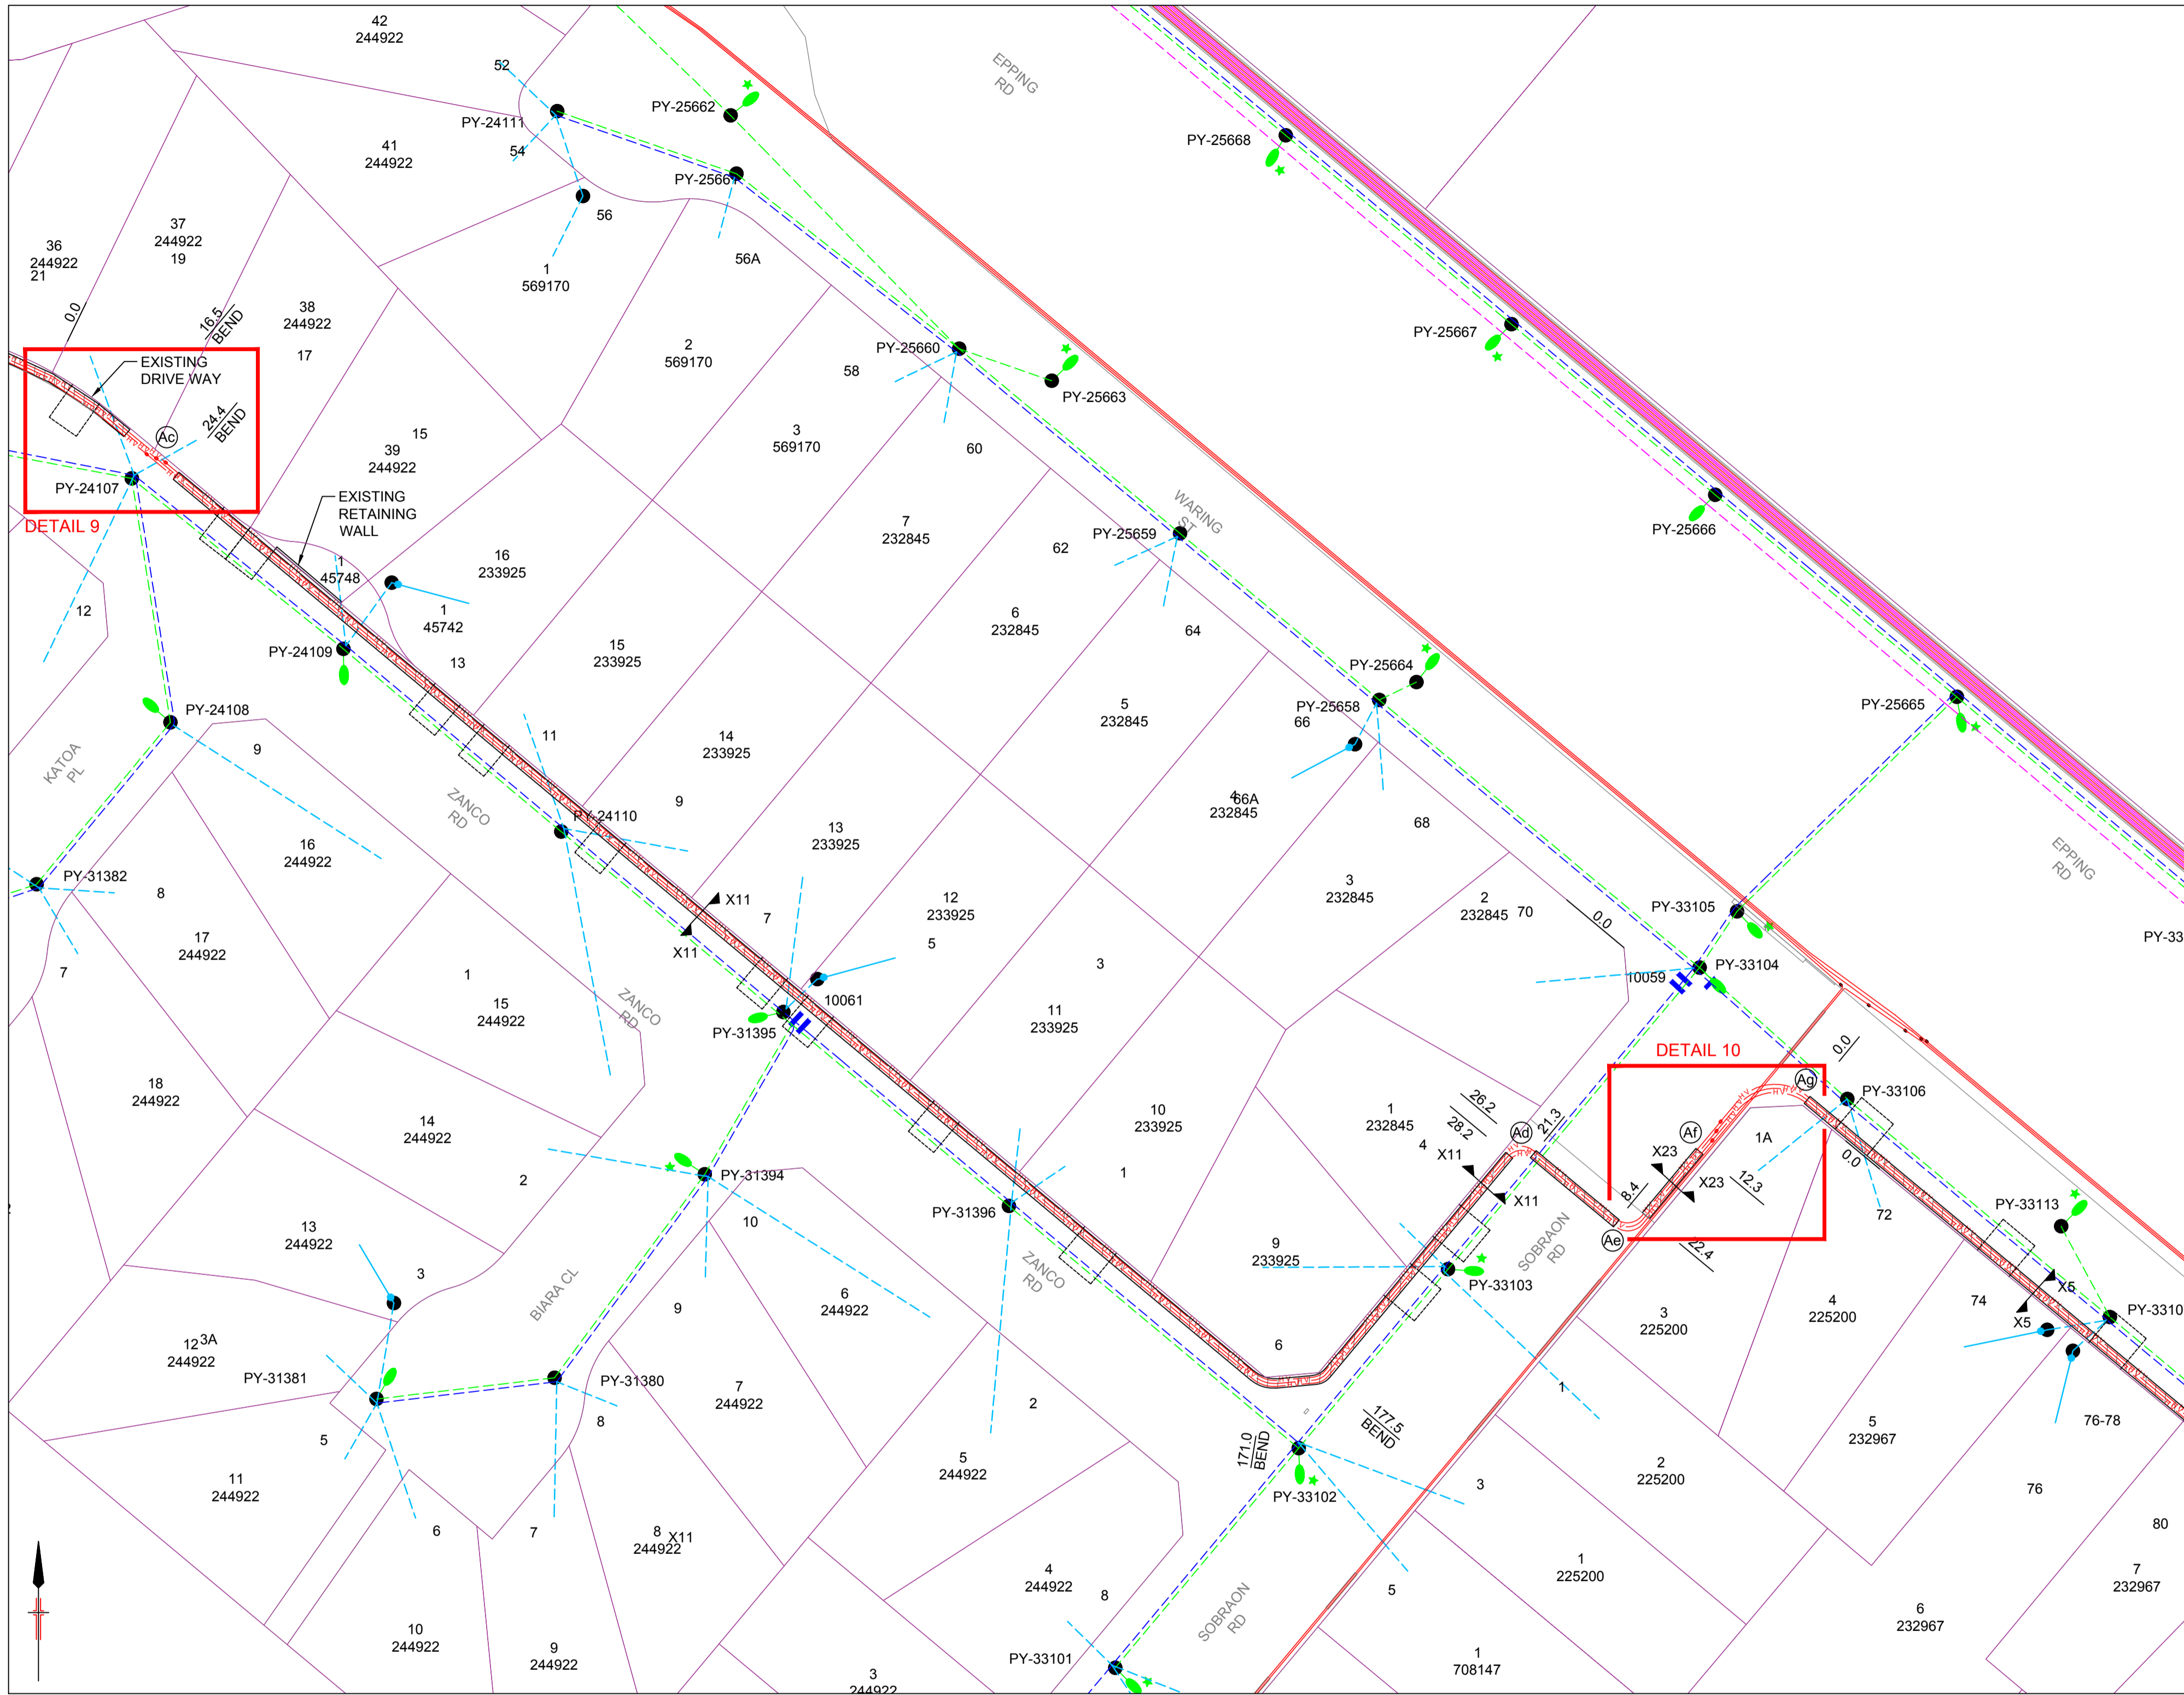 42
244922
52
PY-24111
54
41
244922
PY-25662
PY-25661
EPPING
RD
PY-25668
56
56A
1
569170
37
244922
19
36
244922
21
0.0
16.5
BEND
38
244922
17
EXISTING
DRIVE WAY
Ac
24.4
BEND
PY-24107
DETAIL 9
15
39
244922
EXISTING
RETAINING
WALL
2
569170
58
PY-25660
PY-25663
3
569170
60
PY-25667
PY-25666
WARING
ST
PY-25659
7
232845
62
16
233925
1
45748
1
45742
12
PY-24109
13
15
233925
6
232845
64
PY-25664
PY-25658
66
PY-25665
PY-24108
9
KATOA
PL
ZANCO
RD
11
14
233925
5
232845
PY-24110
9
13
233925
4
66A
232845
68
16
244922
PY-31382
8
X11
X11
7
12
233925
5
3
232845
2
232845
70
0.0
PY-33105
EPPING
RD
PY-33
17
244922
7
1
15
244922
ZANCO
RD
10061
PY-31395
3
11
233925
10059
PY-33104
DETAIL 10
0.0
18
244922
14
244922
10
233925
1
1
232845
4
26.2
28.2
Ad
21.3
X11
X11
Af
Ag
1A
PY-33106
X23
X23
8.4
12.3
0.0
Ae
22.4
72
PY-33113
2
PY-31394
10
PY-31396
ZANCO
RD
9
233925
SOBRAON
RD
PY-33103
13
244922
3
BIARA CL
9
6
244922
6
3
225200
4
225200
74
X5
X5
PY-3310
12
3A
244922
PY-31381
PY-31380
8
7
244922
2
1
177.5
BEND
171.0
BEND
76-78
5
232967
5
11
244922
5
244922
PY-33102
3
2
225200
76
6
7
8
X11
244922
80
4
244922
8
SOBRAON
RD
5
1
225200
7
232967
6
232967
10
244922
9
244922
PY-33101
3
244922
1
708147